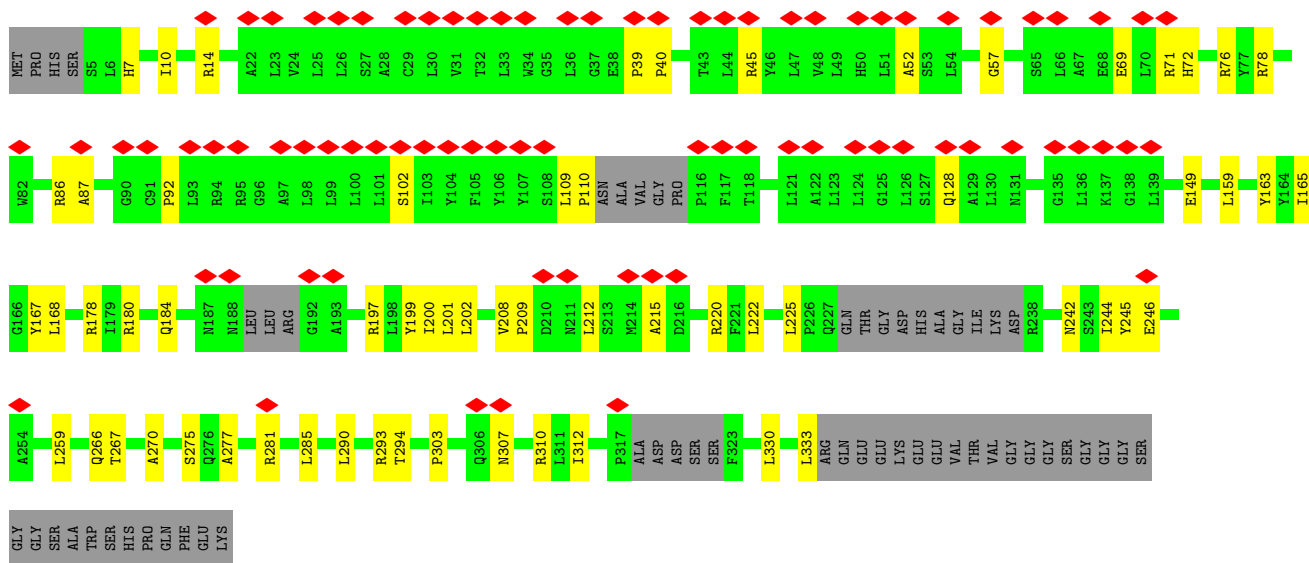 MET PRO HIS SER S5 L6 H7 I10 R14 A22 L23 V24 L25 L26 S27 A28 C29 L30 V31 T32 L33 W34 G35 L36 G37 E38 P39 P40 T43 L44 R45 Y46 L47 V48 L49 H50 L51 A52 S53 L54 G57 S65 L66 A67 E68 E69 L70 R71 H72 R76 Y77 R78
W82 R86 A87 G90 C91 P92 L93 R94 R95 G96 A97 L98 L99 L100 L101 S102 I103 Y104 F105 Y106 Y107 S108 L109 P110 ASN ALA VAL GLY PRO P116 F117 T118 L121 A122 L123 L124 G125 L126 S127 Q128 A129 L130 N131 G135 L136 K137 G138 L139 E149 L159 Y163 Y164 I165
G166 Y167 L168 R178 I179 R180 Q184 N187 N188 LEU LEU ARG G192 A193 R197 L198 Y199 I200 L201 L202 V208 P209 D210 N211 L212 S213 M214 A215 D216 R220 F221 L222 L225 P226 Q227 GLN THR GLY ASP HIS ALA GLY ILE LYS ASP R238 N242 S243 I244 Y245 E246
A254 L259 Q266 T267 A270 S275 Q276 A277 R281 L285 L290 R293 T294 P303 Q306 N307 R310 L311 I312 P317 ALA ASP ASP SER SER F323 L330 L333 ARG GLN GLU GLU LYS GLU GLU VAL THR VAL GLY GLY GLY SER GLY GLY GLY SER
GLY GLY SER ALA TRP SER HIS PRO GLN PHE GLU LYS